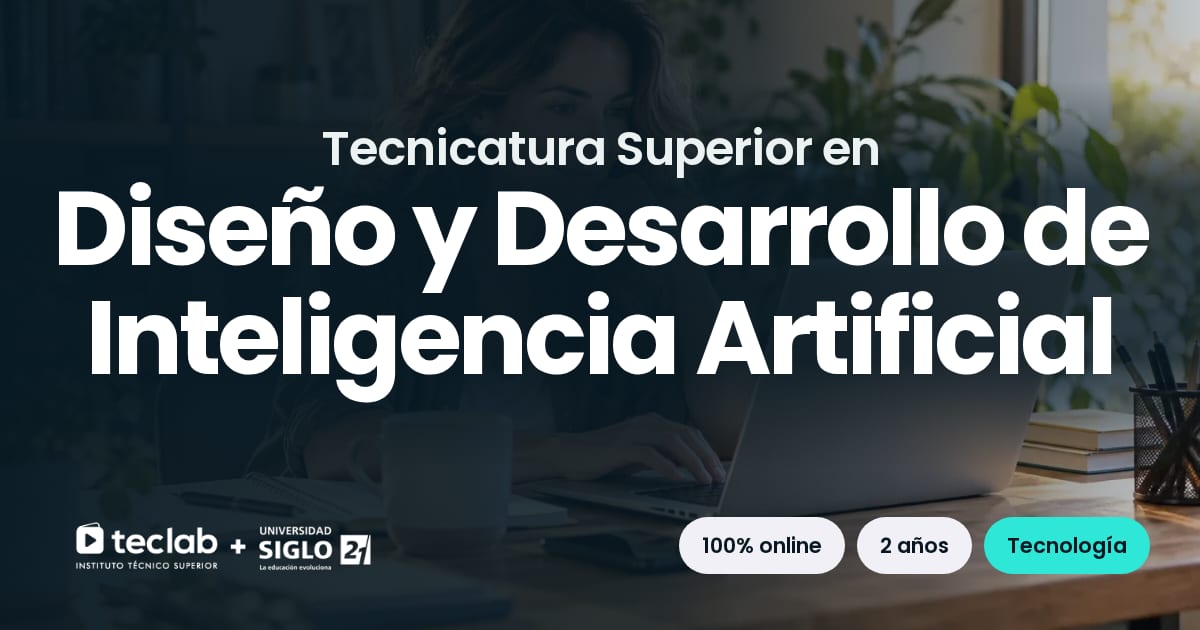 Tecnicatura Superior en
Diseño y Desarrollo de
Inteligencia Artificial
teclab
INSTITUTO TÉCNICO SUPERIOR
+
UNIVERSIDAD
SIGLO 21
La educación evoluciona
100% online
2 años
Tecnología